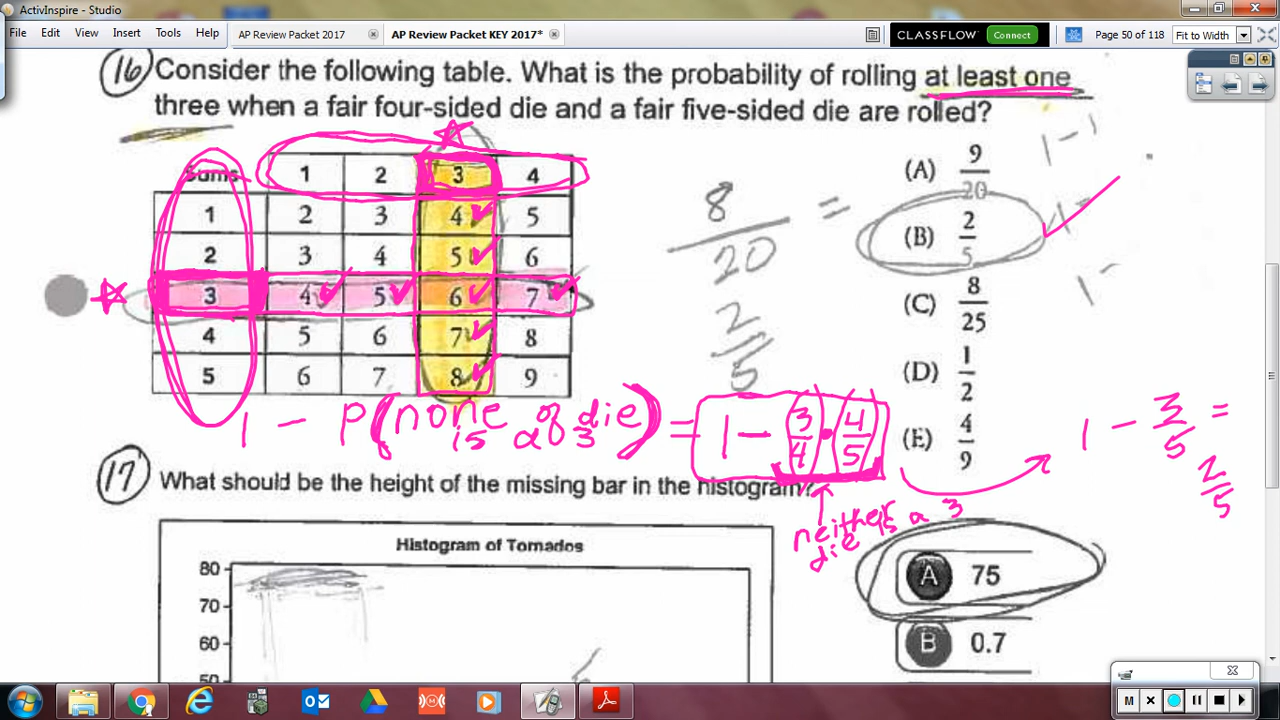 ActivInspire - Studio
File Edit View Insert Tools Help
AP Review Packet 2017
AP Review Packet KEY 2017*
CLASSFLOW Connect
Page 50 of 118
Fit to Width
16 Consider the following table. What is the probability of rolling at least one
three when a fair four-sided die and a fair five-sided die are rolled?
Sums 1 2 3 4
1 2 3 4 5
2 3 4 5 6
3 4 5 6 7
4 5 6 7 8
5 6 7 8 9
8/20 =
2/5
(A) 9/20
(B) 2/5
(C) 8/25
(D) 1/2
(E) 4/9
1 - P(none of die is a 3) = 1 - (3/4) · (4/5)
1 - 3/5 =
2/5
neither die is a 3
17 What should be the height of the missing bar in the histogram?
Histogram of Tornados
80
70
60
50
A 75
B 0.7
M